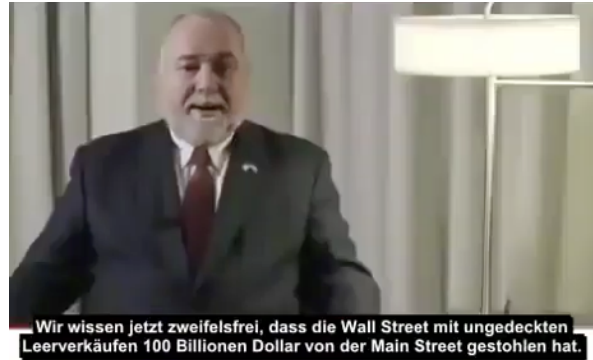 Wir wissen jetzt zweifelsfrei, dass die Wall Street mit ungedeckten
Leerverkäufen 100 Billionen Dollar von der Main Street gestohlen hat.